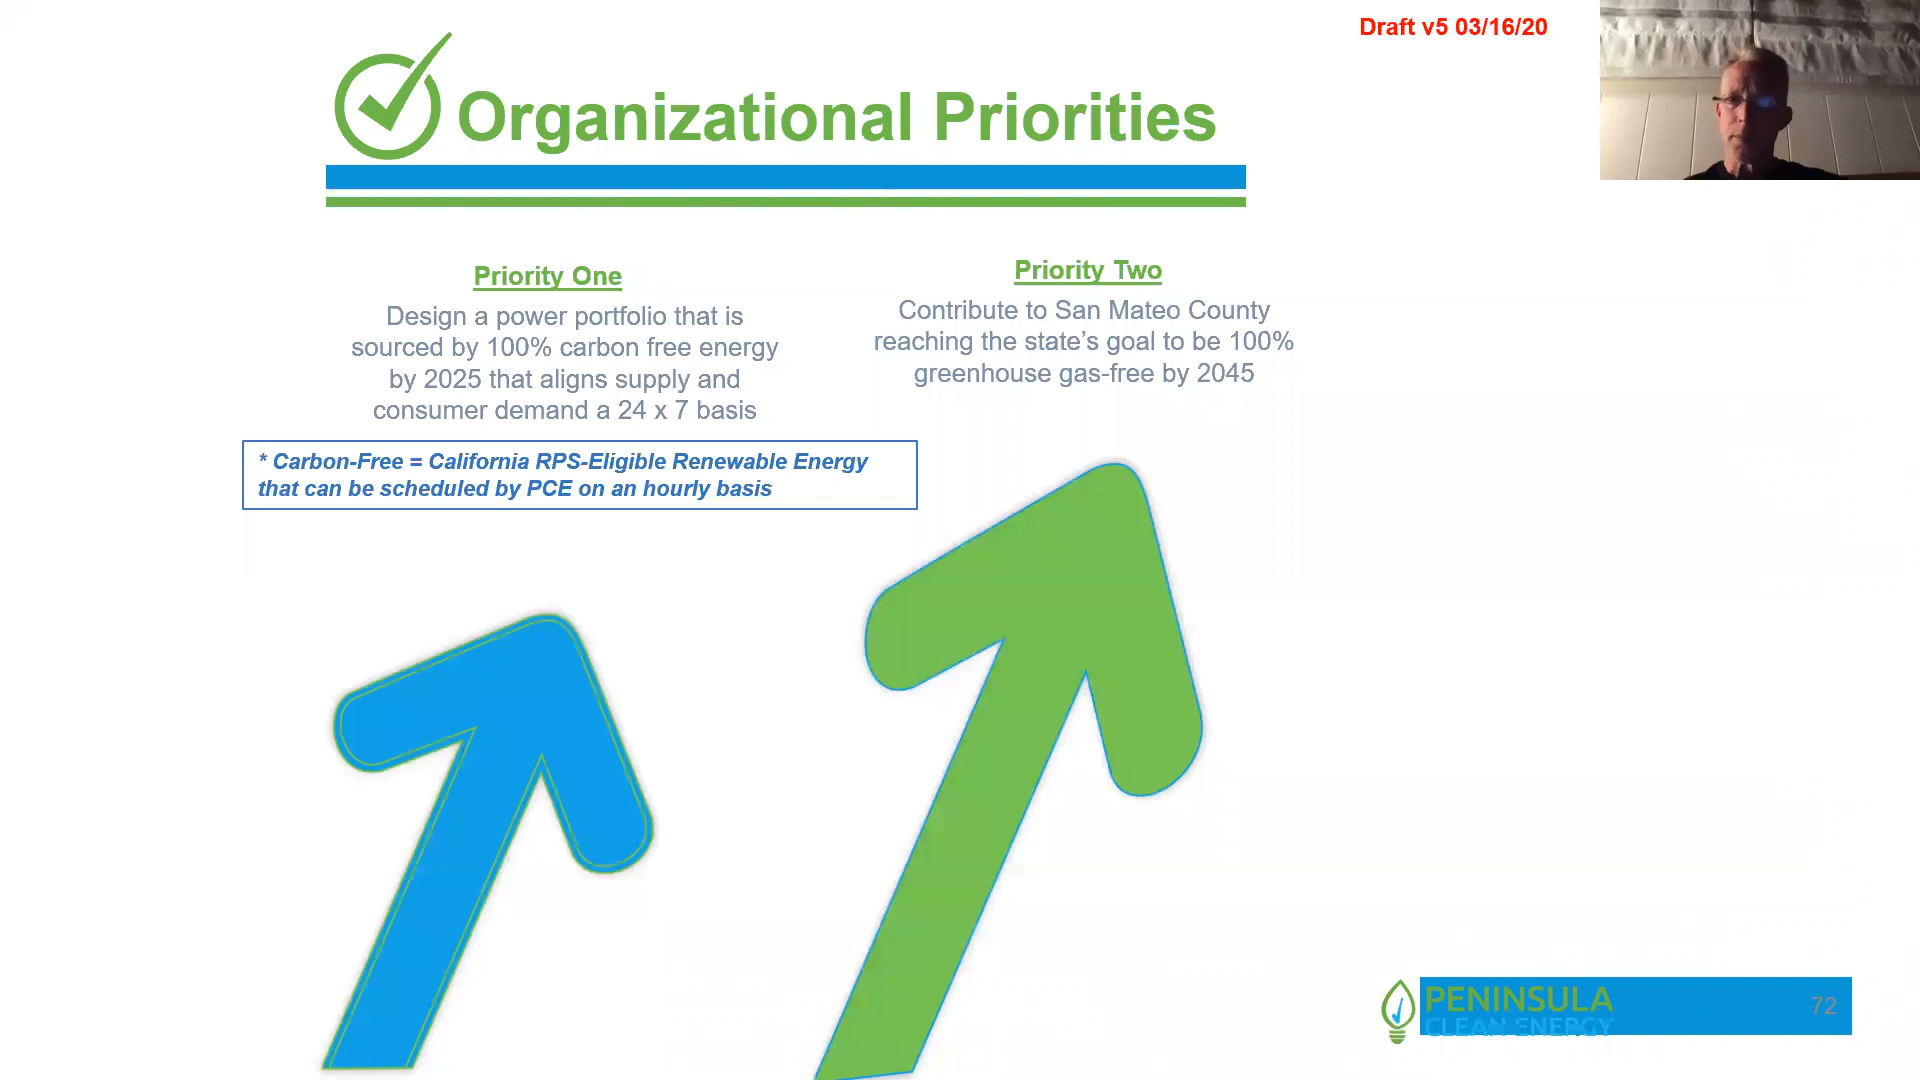 Draft v5 03/16/20
Organizational Priorities
Priority One
Design a power portfolio that is
sourced by 100% carbon free energy
by 2025 that aligns supply and
consumer demand a 24 x 7 basis
* Carbon-Free = California RPS-Eligible Renewable Energy
that can be scheduled by PCE on an hourly basis
Priority Two
Contribute to San Mateo County
reaching the state’s goal to be 100%
greenhouse gas-free by 2045
PENINSULA
CLEAN ENERGY
72